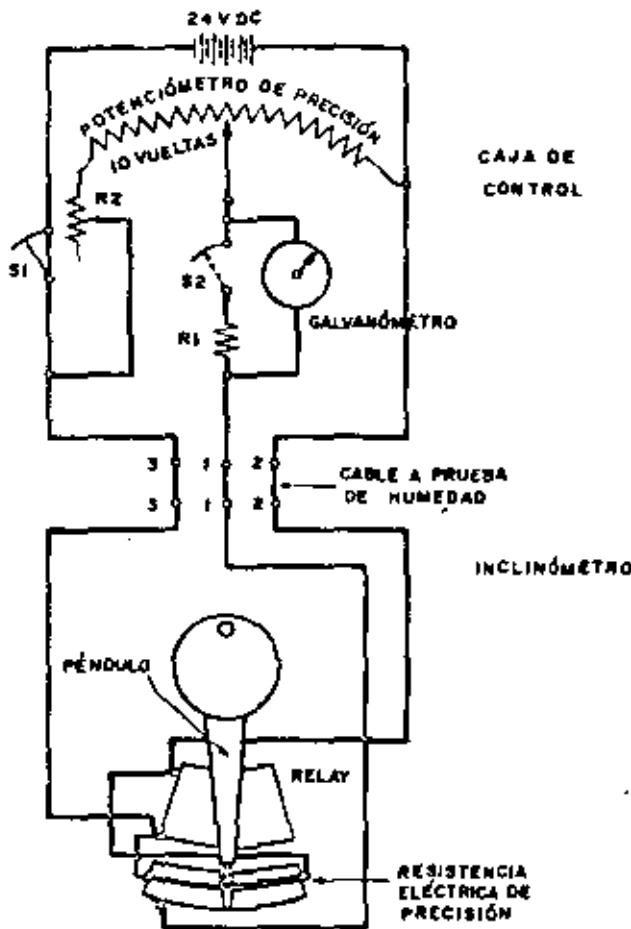 24 V DC
POTENCIÓMETRO DE PRECISIÓN
10 VUELTAS
CAJA DE
CONTROL
R2
S1
S2
GALVANÓMÉTRO
R1
3 1 2
3 1 2
CABLE A PRUEBA
DE HUMEDAD
INCLINÓMETRO
PÉNDULO
RELAY
RESISTENCIA
ELÉCTRICA DE
PRECISIÓN